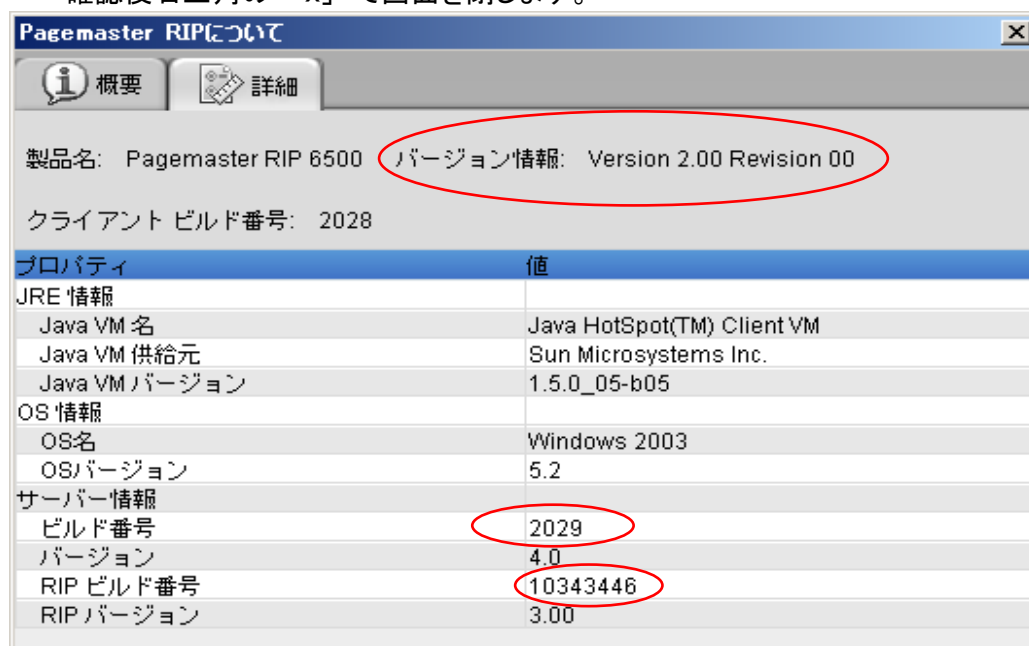 Pagemaster RIPについて
概要 詳細
製品名: Pagemaster RIP 6500 バージョン情報: Version 2.00 Revision 00
クライアント ビルド番号: 2028
プロパティ 値
JRE 情報
Java VM 名 Java HotSpot(TM) Client VM
Java VM 供給元 Sun Microsystems Inc.
Java VM バージョン 1.5.0_05-b05
OS 情報
OS名 Windows 2003
OSバージョン 5.2
サーバー情報
ビルド番号 2029
バージョン 4.0
RIP ビルド番号 10343446
RIP バージョン 3.00